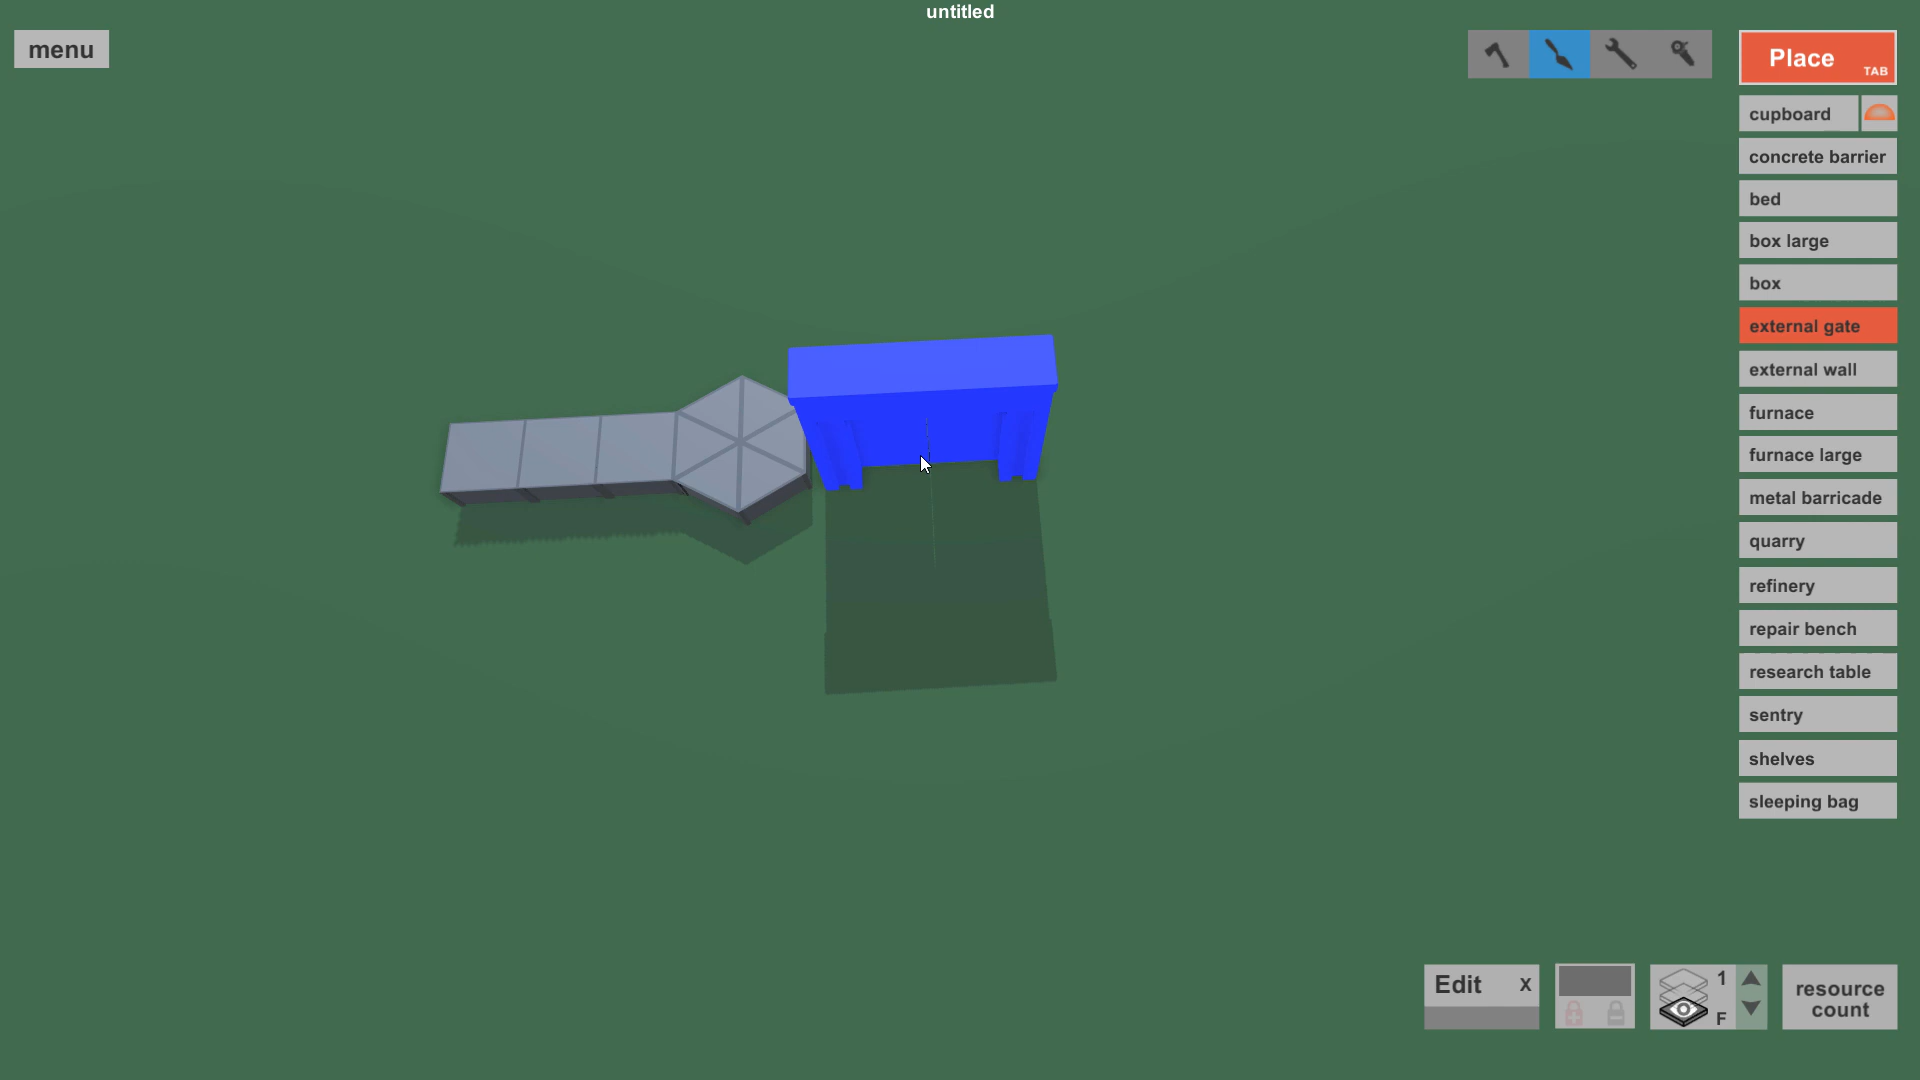 untitled
menu
Place
TAB
cupboard
concrete barrier
bed
box large
box
external gate
external wall
furnace
furnace large
metal barricade
quarry
refinery
repair bench
research table
sentry
shelves
sleeping bag
Edit X
1
F
resource
count